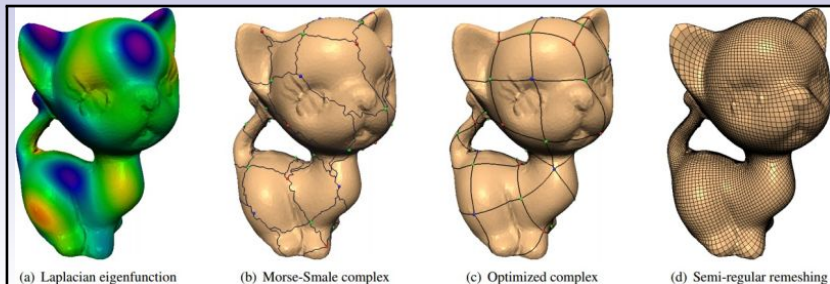 (a) Laplacian eigenfunction
(b) Morse-Smale complex
(c) Optimized complex
(d) Semi-regular remeshing